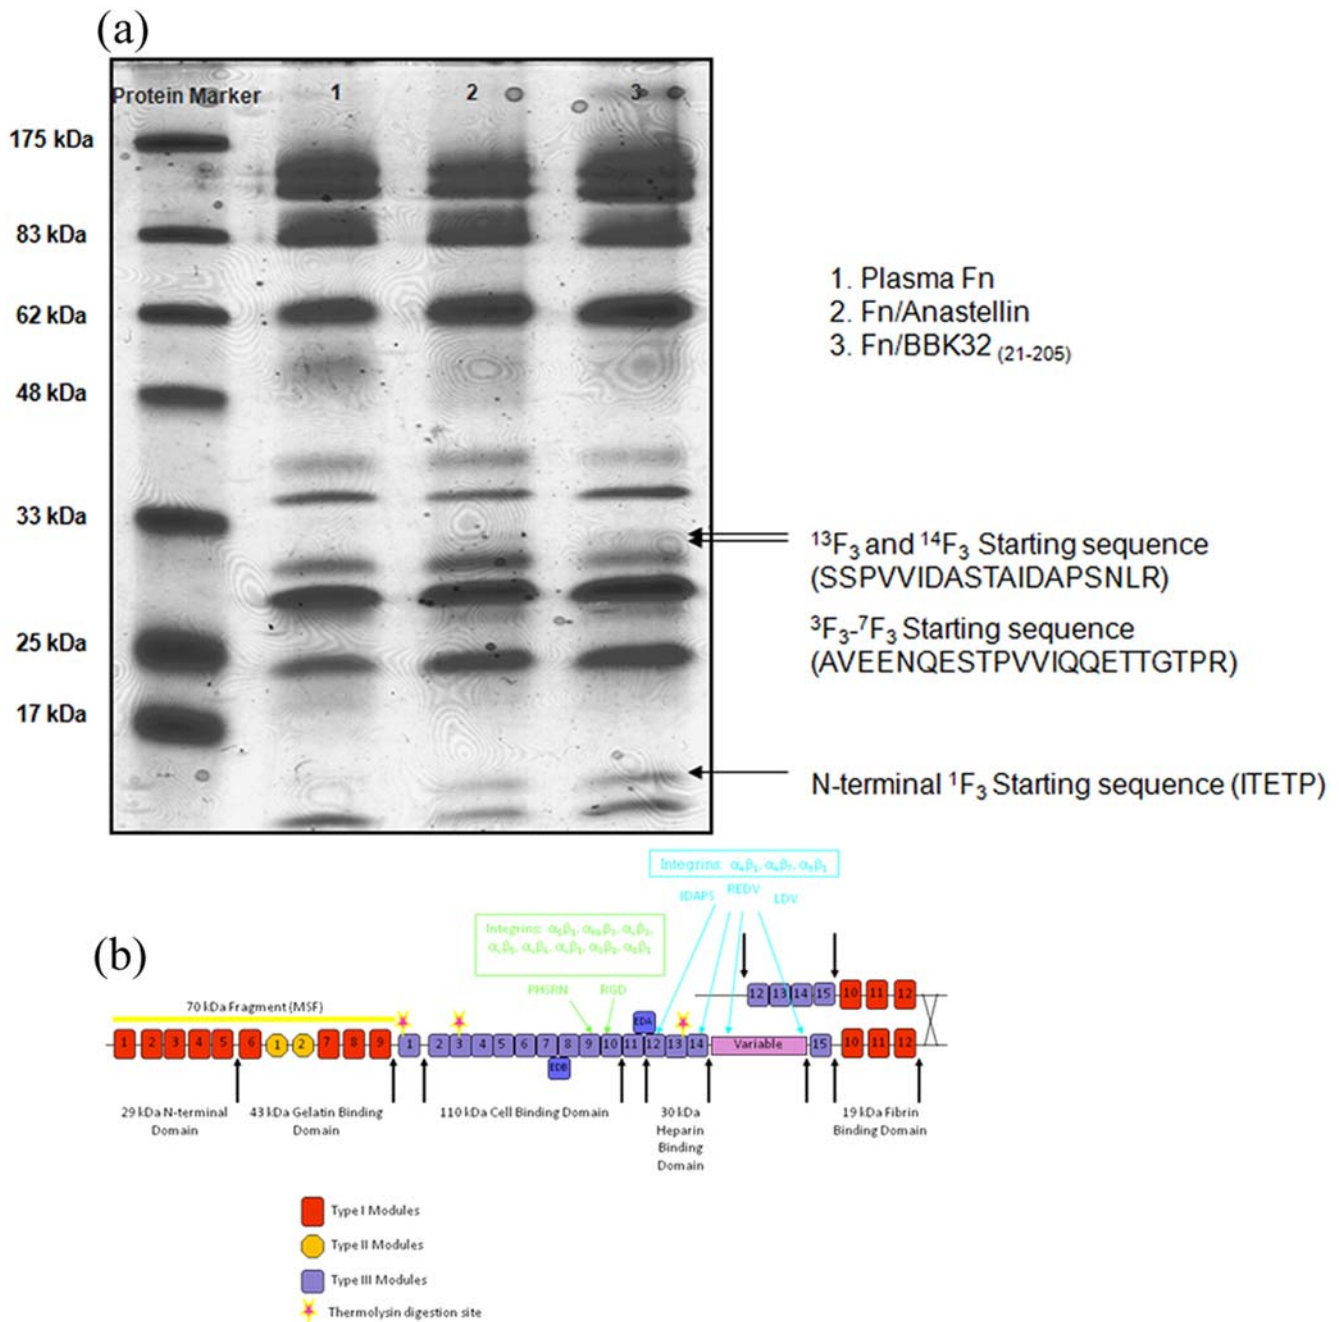 (a)
Protein Marker 1 2 3
175 kDa
83 kDa
62 kDa
48 kDa
33 kDa
25 kDa
17 kDa
1. Plasma Fn
2. Fn/Anastellin
3. Fn/BBK32 (21-205)
¹³F₃ and ¹⁴F₃ Starting sequence
(SSPVVIDASTAIDAPSNLR)
³F₃-⁷F₃ Starting sequence
(AVEENQESTPVVIQQETTGTPR)
N-terminal ¹F₃ Starting sequence (ITETP)
(b)
Integrins: α₄β₁, α₄β₇, α₉β₁
IDAPS REDV LDV
Integrins:
PHSRN RGD
70 kDa Fragment (MSF)
12 13 14 15 10 11 12
EDA
1 2 3 4 5 6 1 2 7 8 9 1 2 3 4 5 6 7 8 9 10 11 12 13 14 Variable 15 10 11 12
EDB
29 kDa N-terminal
Domain
43 kDa Gelatin Binding
Domain
110 kDa Cell Binding Domain
30 kDa
Heparin
Binding
Domain
19 kDa Fibrin
Binding Domain
Type I Modules
Type II Modules
Type III Modules
Thermolysin digestion site